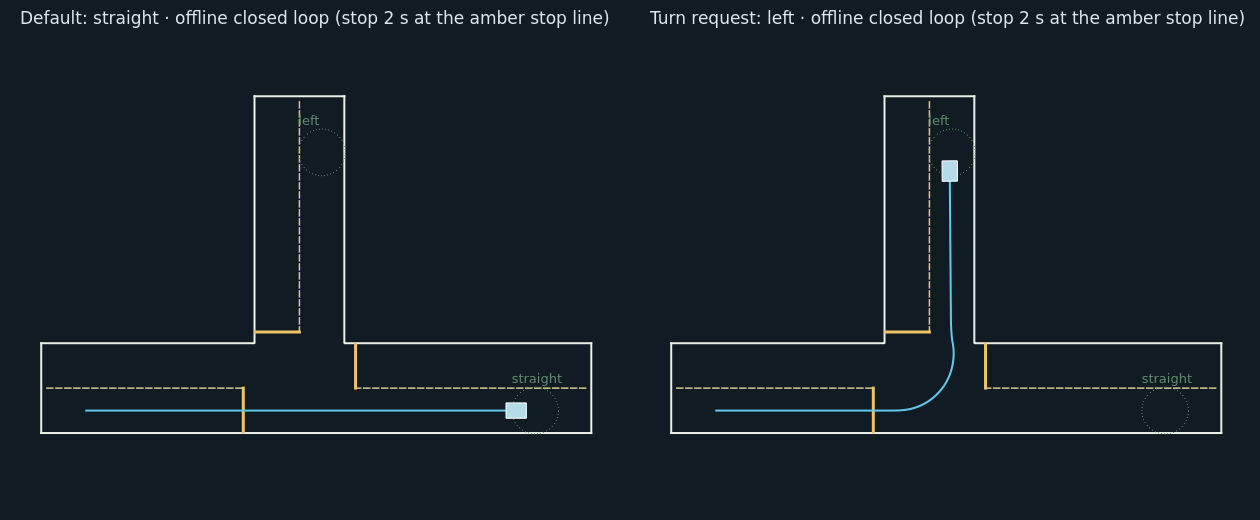 Default: straight · offline closed loop (stop 2 s at the amber stop line)
left
straight
Turn request: left · offline closed loop (stop 2 s at the amber stop line)
left
straight